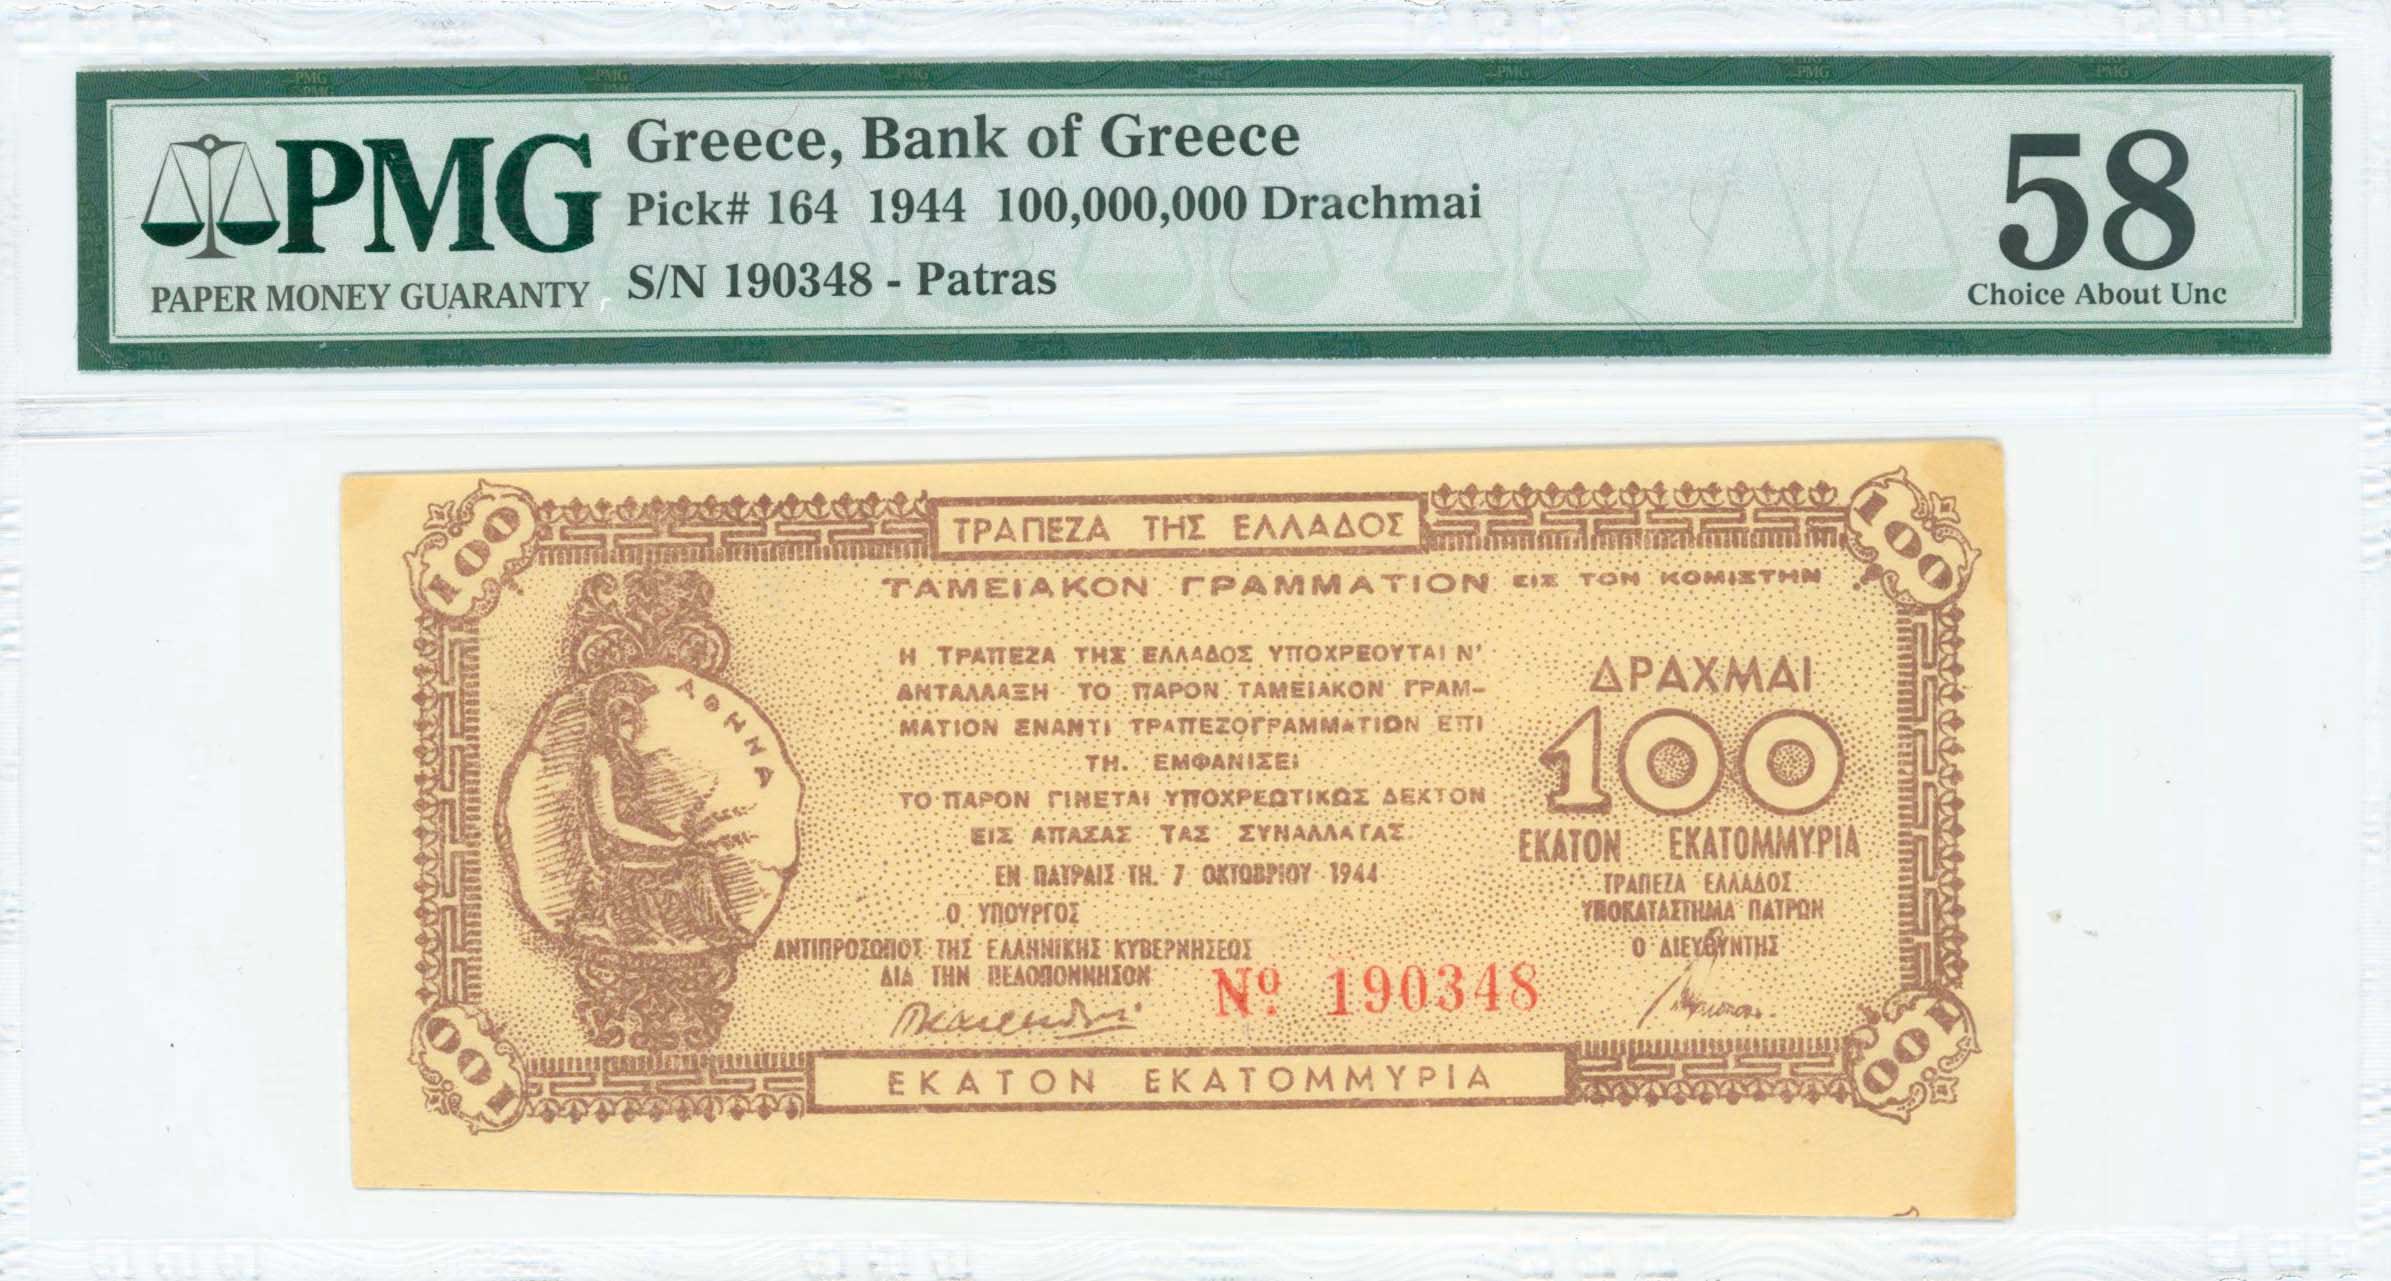 PMG
PAPER MONEY GUARANTY
Greece, Bank of Greece
Pick# 164 1944 100,000,000 Drachmai
S/N 190348 - Patras
58
Choice About Unc
100
100
ΤΡΑΠΕΖΑ ΤΗΣ ΕΛΛΑΔΟΣ
ΤΑΜΕΙΑΚΟΝ ΓΡΑΜΜΑΤΙΟΝ ΕΙΣ ΤΟΝ ΚΟΜΙΣΤΗΝ
ΑΘΗΝΑ
Η ΤΡΑΠΕΖΑ ΤΗΣ ΕΛΛΑΔΟΣ ΥΠΟΧΡΕΟΥΤΑΙ Ν'
ΑΝΤΑΛΛΑΞΗ ΤΟ ΠΑΡΟΝ ΤΑΜΕΙΑΚΟΝ ΓΡΑΜ-
ΜΑΤΙΟΝ ΕΝΑΝΤΙ ΤΡΑΠΕΖΟΓΡΑΜΜΑΤΙΩΝ ΕΠΙ
ΤΗ. ΕΜΦΑΝΙΣΕΙ
ΤΟ ΠΑΡΟΝ ΓΙΝΕΤΑΙ ΥΠΟΧΡΕΩΤΙΚΩΣ ΔΕΚΤΟΝ
ΕΙΣ ΑΠΑΣΑΣ ΤΑΣ ΣΥΝΑΛΛΑΓΑΣ
ΕΝ ΠΑΤΡΑΙΣ ΤΗ. 7 ΟΚΤΩΒΡΙΟΥ 1944
Ο ΥΠΟΥΡΓΟΣ
ΑΝΤΙΠΡΟΣΩΠΟΣ ΤΗΣ ΕΛΛΗΝΙΚΗΣ ΚΥΒΕΡΝΗΣΕΩΣ
ΔΙΑ ΤΗΝ ΠΕΛΟΠΟΝΝΗΣΟΝ
Nº. 190348
ΔΡΑΧΜΑΙ
100
ΕΚΑΤΟΝ ΕΚΑΤΟΜΜΥΡΙΑ
ΤΡΑΠΕΖΑ ΕΛΛΑΔΟΣ
ΥΠΟΚΑΤΑΣΤΗΜΑ ΠΑΤΡΩΝ
Ο ΔΙΕΥΘΥΝΤΗΣ
100
100
ΕΚΑΤΟΝ ΕΚΑΤΟΜΜΥΡΙΑ